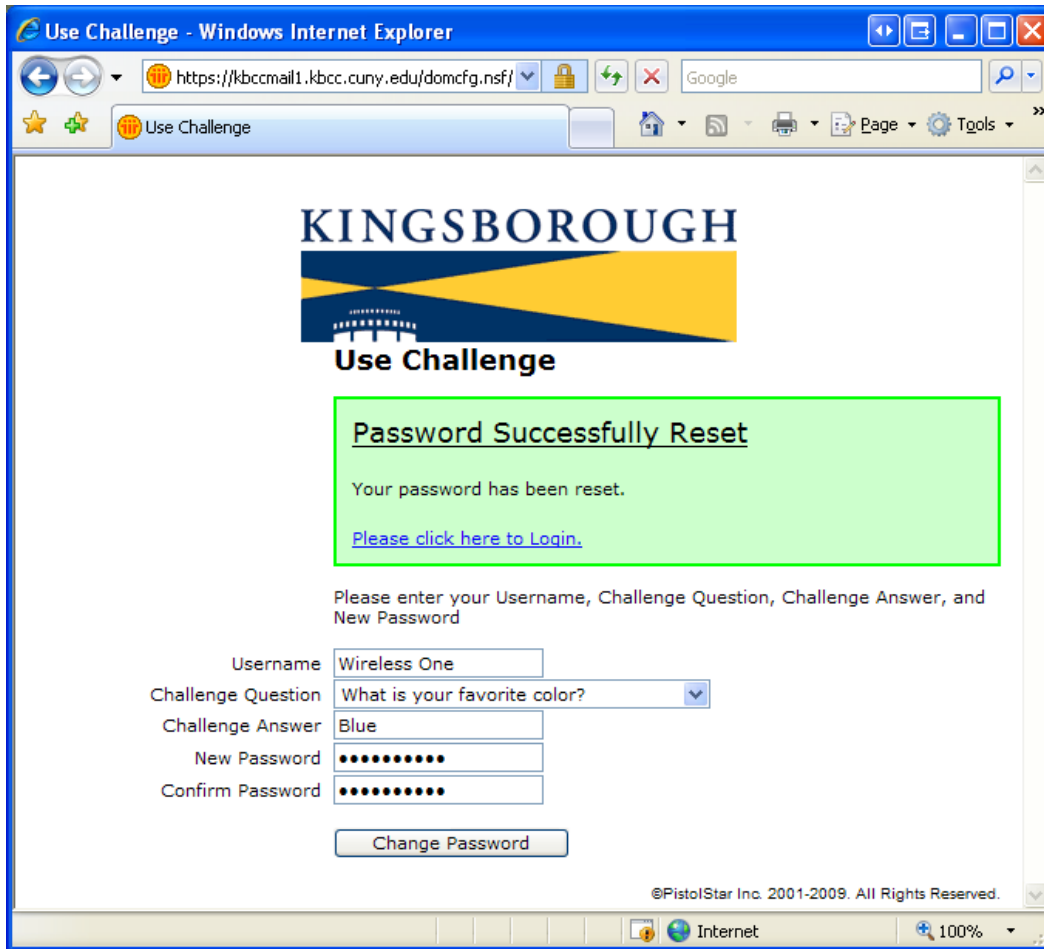 Use Challenge - Windows Internet Explorer
https://kbccmail1.kbcc.cuny.edu/domcfg.nsf/
Google
Use Challenge
Page
Tools
KINGSBOROUGH
Use Challenge
Password Successfully Reset
Your password has been reset.
Please click here to Login.
Please enter your Username, Challenge Question, Challenge Answer, and
New Password
Username Wireless One
Challenge Question What is your favorite color?
Challenge Answer Blue
New Password ••••••••••
Confirm Password ••••••••••
Change Password
©PistolStar Inc. 2001-2009. All Rights Reserved.
Internet 100%